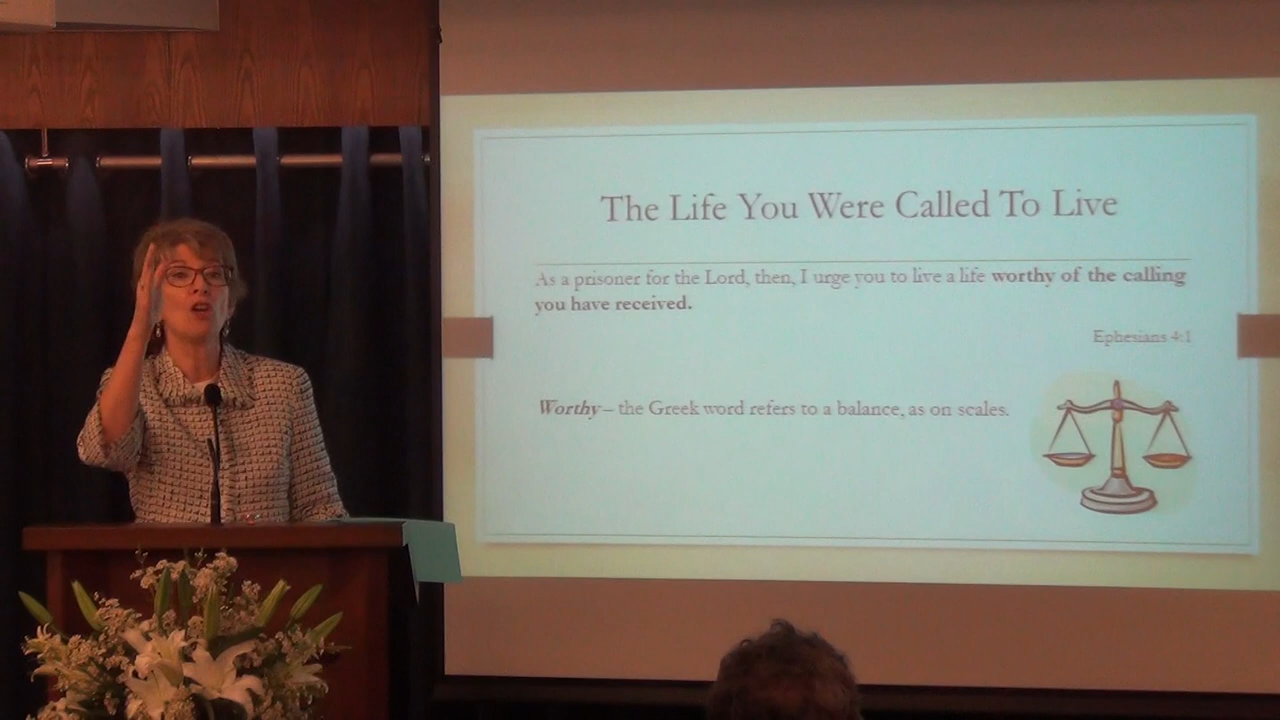 The Life You Were Called To Live
As a prisoner for the Lord, then, I urge you to live a life worthy of the calling
you have received.
Ephesians 4:1
Worthy – the Greek word refers to a balance, as on scales.